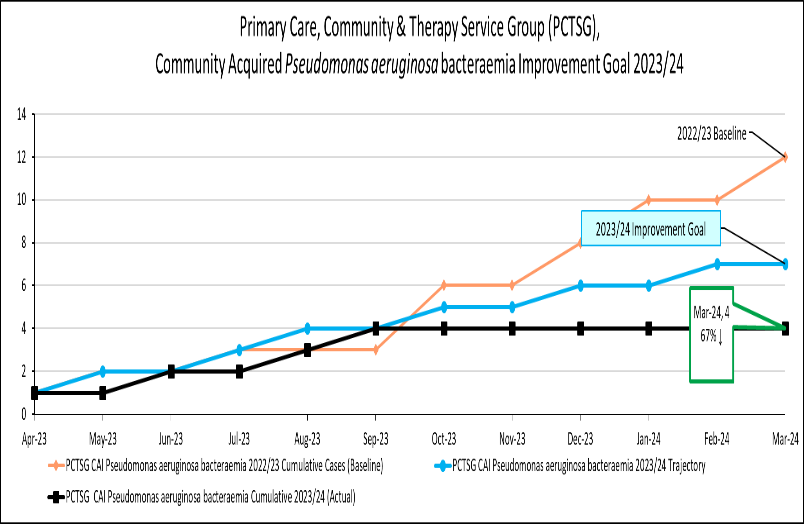 Primary Care, Community & Therapy Service Group (PCTSG),
Community Acquired Pseudomonas aeruginosa bacteraemia Improvement Goal 2023/24
14
12
10
8
6
4
2
0
2022/23 Baseline
2023/24 Improvement Goal
Mar-24, 4
67% ↓
Apr-23 May-23 Jun-23 Jul-23 Aug-23 Sep-23 Oct-23 Nov-23 Dec-23 Jan-24 Feb-24 Mar-24
PCTSG CAI Pseudomonas aeruginosa bacteraemia 2022/23 Cumulative Cases (Baseline)
PCTSG CAI Pseudomonas aeruginosa bacteraemia 2023/24 Trajectory
PCTSG CAI Pseudomonas aeruginosa bacteraemia Cumulative 2023/24 (Actual)